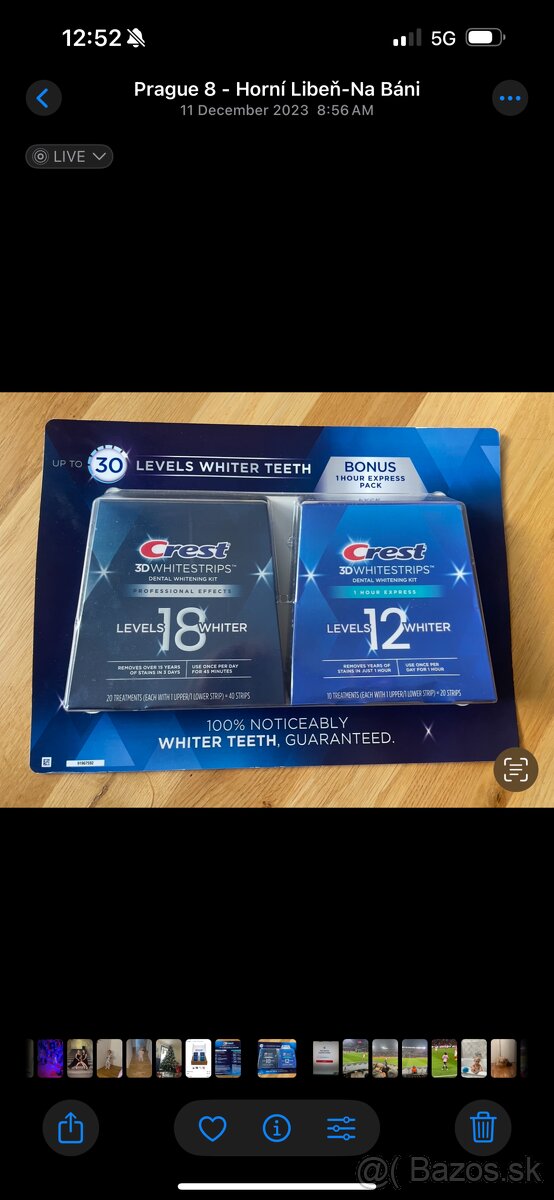 12:52
5G
Prague 8 - Horní Libeň-Na Báni
11 December 2023 8:56 AM
LIVE
UP TO 30 LEVELS WHITER TEETH
BONUS
1 HOUR EXPRESS
PACK
Crest
3DWHITESTRIPS™
DENTAL WHITENING KIT
PROFESSIONAL EFFECTS
LEVELS 18 WHITER
REMOVES OVER 15 YEARS
OF STAINS IN 3 DAYS
USE ONCE PER DAY
FOR 45 MINUTES
20 TREATMENTS (EACH WITH 1 UPPER/1 LOWER STRIP) = 40 STRIPS
Crest
3DWHITESTRIPS™
DENTAL WHITENING KIT
1 HOUR EXPRESS
LEVELS 12 WHITER
REMOVES YEARS OF
STAINS IN JUST 1 HOUR
USE ONCE PER
DAY FOR 1 HOUR
10 TREATMENTS (EACH WITH 1 UPPER/1 LOWER STRIP) = 20 STRIPS
100% NOTICEABLY
WHITER TEETH, GUARANTEED.
91967592
@( Bazos.sk